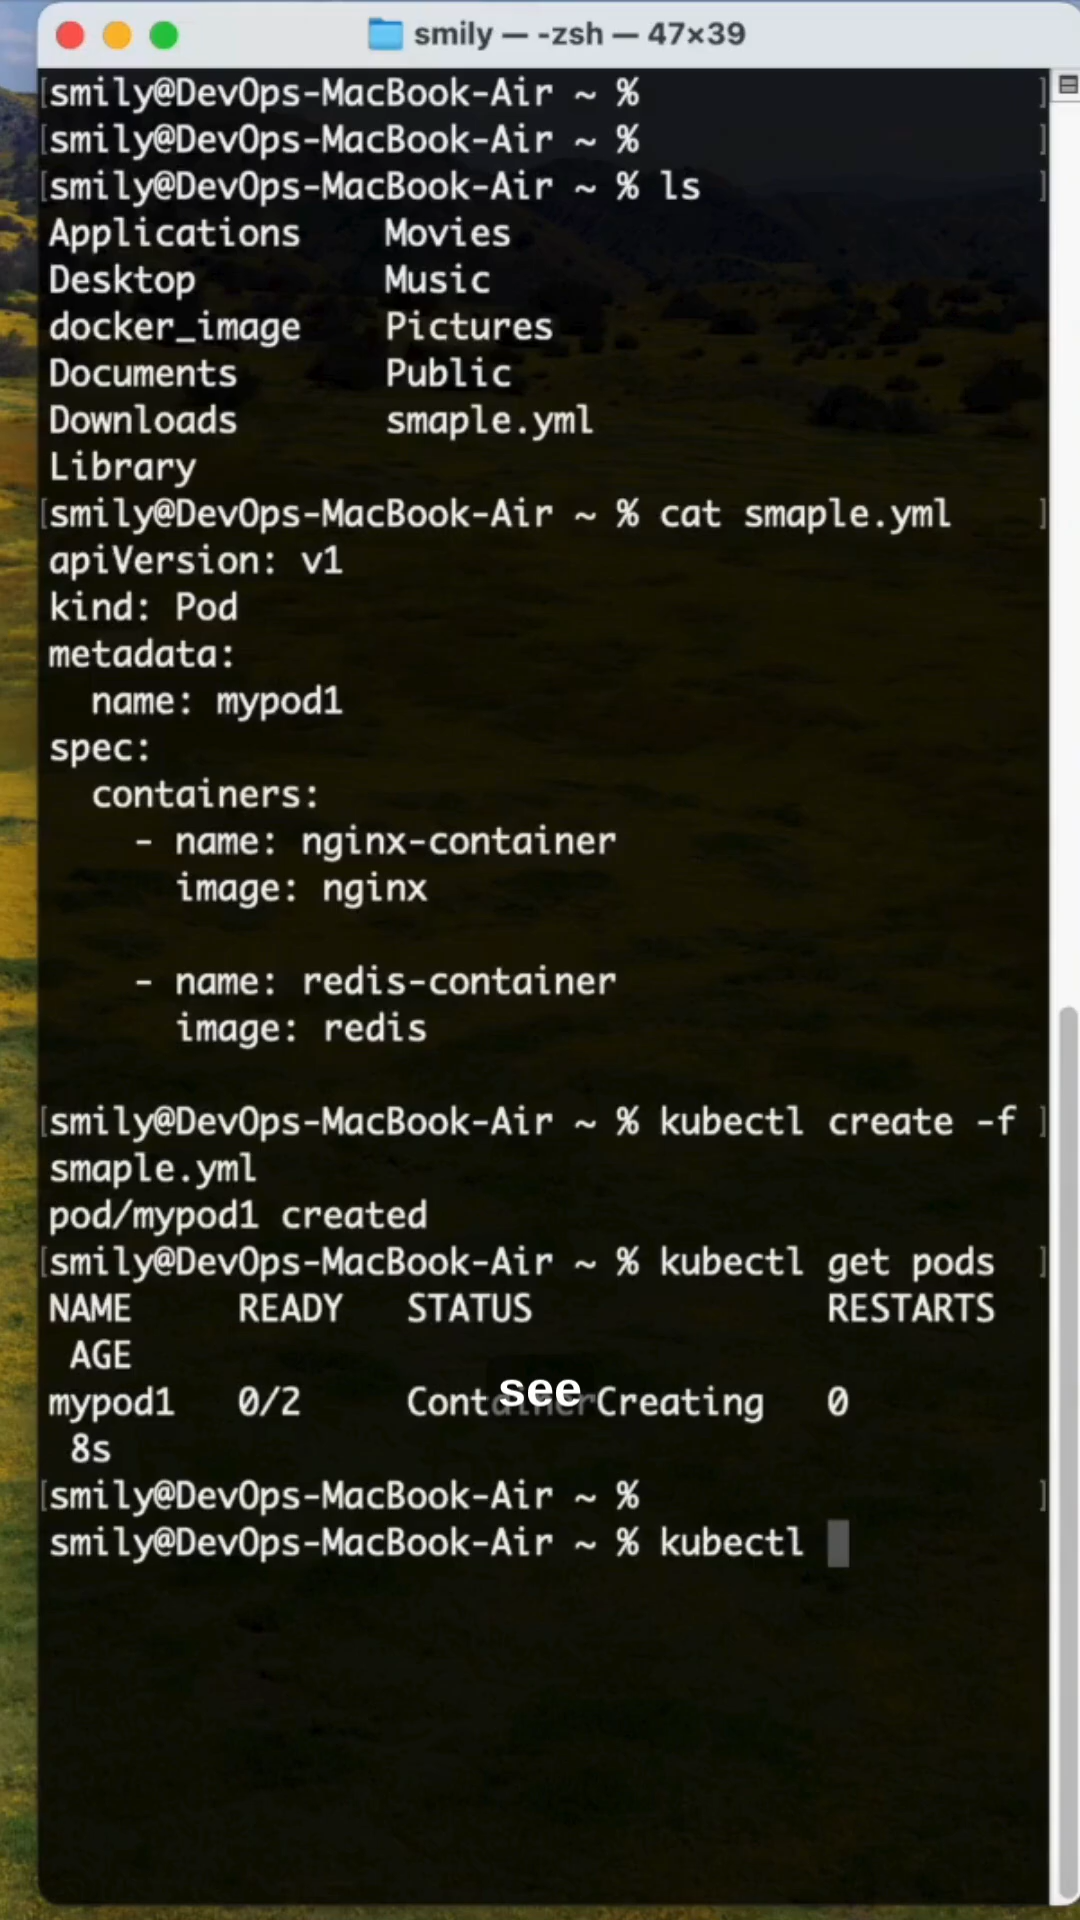 smily — -zsh — 47×39
smily@DevOps-MacBook-Air ~ %
smily@DevOps-MacBook-Air ~ %
smily@DevOps-MacBook-Air ~ % ls
Applications Movies
Desktop Music
docker_image Pictures
Documents Public
Downloads smaple.yml
Library
smily@DevOps-MacBook-Air ~ % cat smaple.yml
apiVersion: v1
kind: Pod
metadata:
  name: mypod1
spec:
  containers:
    - name: nginx-container
      image: nginx
    - name: redis-container
      image: redis
smily@DevOps-MacBook-Air ~ % kubectl create -f
smaple.yml
pod/mypod1 created
smily@DevOps-MacBook-Air ~ % kubectl get pods
NAME READY STATUS RESTARTS
AGE
mypod1 0/2 ContainerCreating 0
see
8s
smily@DevOps-MacBook-Air ~ %
smily@DevOps-MacBook-Air ~ % kubectl